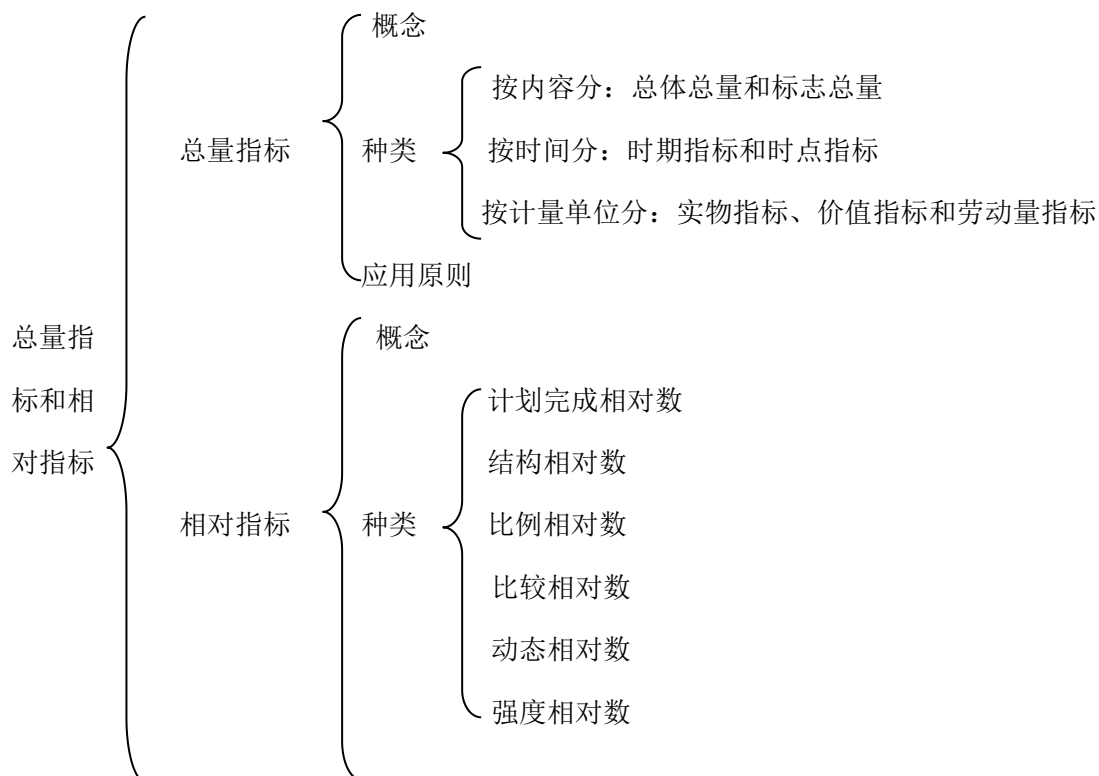 概念
按内容分：总体总量和标志总量
总量指标
种类
按时间分：时期指标和时点指标
按计量单位分：实物指标、价值指标和劳动量指标
应用原则
总量指
标和相
对指标
概念
计划完成相对数
结构相对数
相对指标
种类
比例相对数
比较相对数
动态相对数
强度相对数